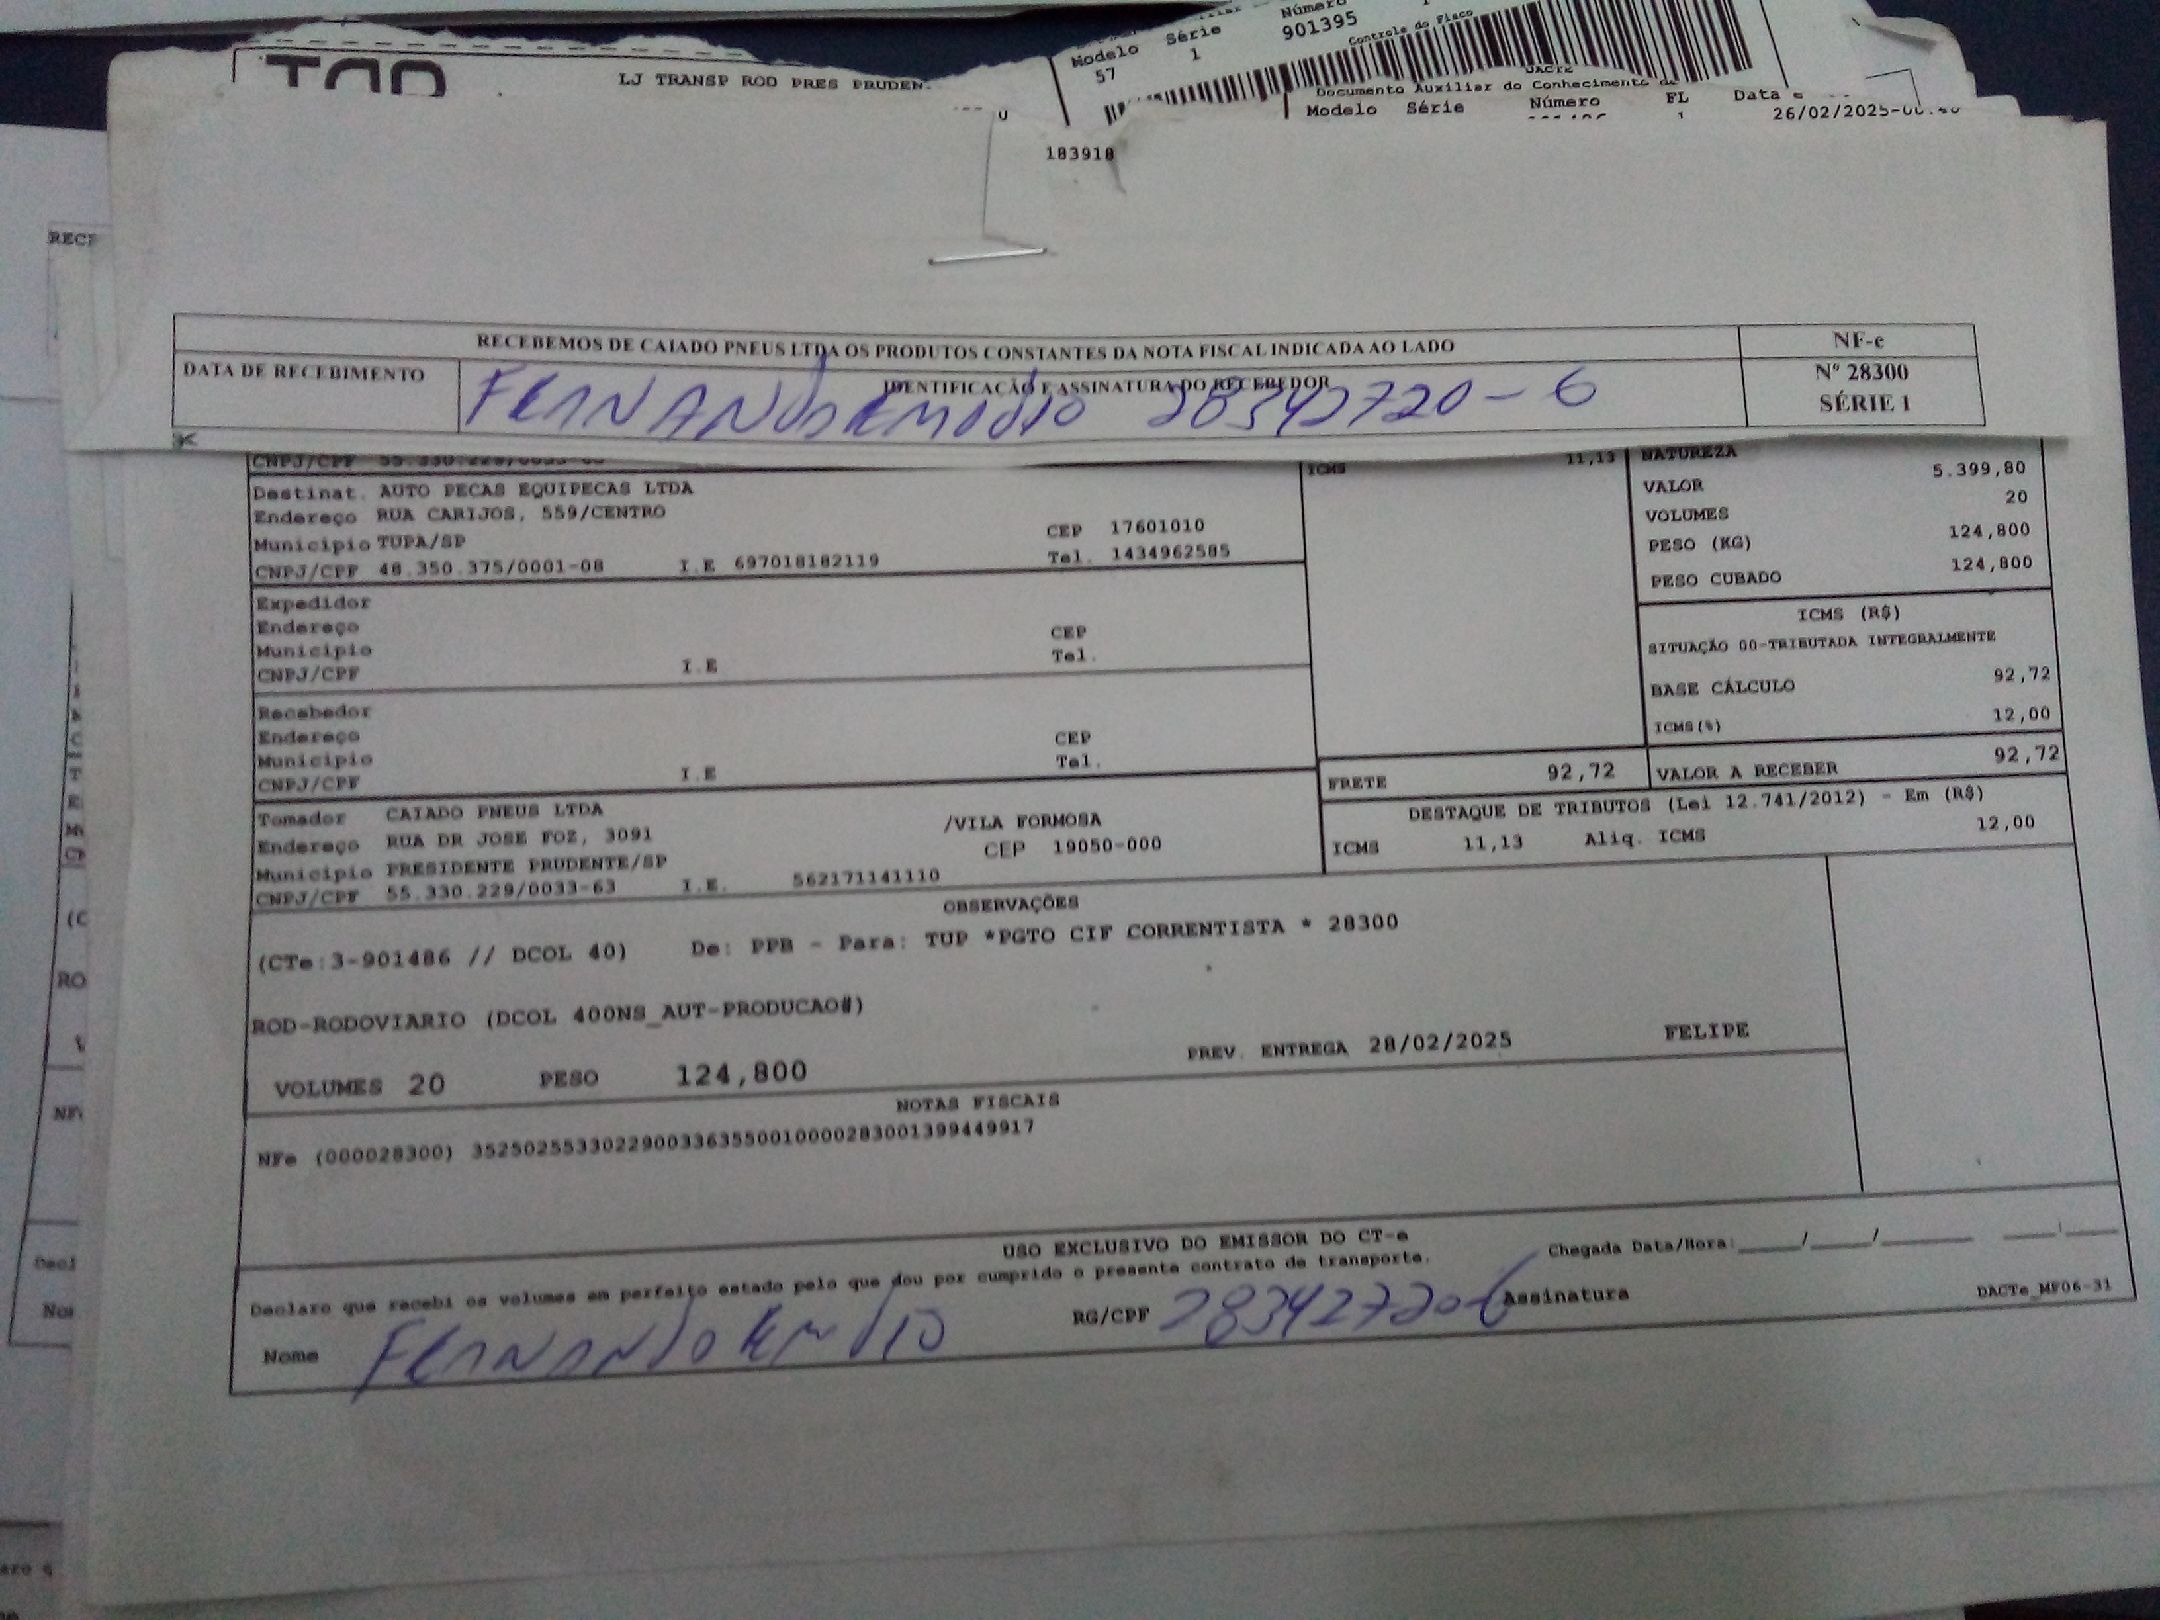 LJ TRANSP ROD PRES PRUDEN
Modelo Série Número
57 1 901395
Controle do Fisco
DACTE
Documento Auxiliar do Conhecimento de
Modelo Série Número FL Data
26/02/2025
183918
RECEBEMOS DE CAIADO PNEUS LTDA OS PRODUTOS CONSTANTES DA NOTA FISCAL INDICADA AO LADO
NF-e
DATA DE RECEBIMENTO
IDENTIFICAÇÃO E ASSINATURA DO RECEBEDOR
Nº 28300
SÉRIE 1
FERNANDO EMIDIO 28342720-6
ICMS 11,13
NATUREZA
Destinat. AUTO PECAS EQUIPECAS LTDA
VALOR 5.399,80
Endereço RUA CARIJOS, 559/CENTRO CEP 17601010
VOLUMES 20
Municipio TUPA/SP Tel. 1434962585
PESO (KG) 124,800
CNPJ/CPF 48.350.375/0001-08 I.E 697018182119
PESO CUBADO 124,800
Expedidor
ICMS (R$)
Endereço CEP
SITUAÇÃO 00-TRIBUTADA INTEGRALMENTE
Municipio Tel.
CNPJ/CPF I.E
BASE CÁLCULO 92,72
Recebedor
ICMS(%) 12,00
Endereço CEP
Municipio Tel.
CNPJ/CPF I.E
FRETE 92,72 VALOR A RECEBER 92,72
Tomador CAIADO PNEUS LTDA
DESTAQUE DE TRIBUTOS (Lei 12.741/2012) - Em (R$)
Endereço RUA DR JOSE FOZ, 3091 /VILA FORMOSA
ICMS 11,13 Aliq. ICMS 12,00
Municipio PRESIDENTE PRUDENTE/SP CEP 19050-000
CNPJ/CPF 55.330.229/0033-63 I.E. 562171141110
OBSERVAÇÕES
(CTe:3-901486 // DCOL 40) De: PPB - Para: TUP *PGTO CIF CORRENTISTA * 28300
ROD-RODOVIARIO (DCOL 400NS_AUT-PRODUCAO#)
VOLUMES 20 PESO 124,800 PREV. ENTREGA 28/02/2025 FELIPE
NOTAS FISCAIS
NFe (000028300) 35250255330229003363550010000283001399449917
USO EXCLUSIVO DO EMISSOR DO CT-e
Declaro que recebi os volumes em perfeito estado pelo que dou por cumprido o presente contrato de transporte.
Chegada Data/Hora:
Nome FERNANDO EMIDIO RG/CPF 28342720-6 Assinatura
DACTe_MF06-31